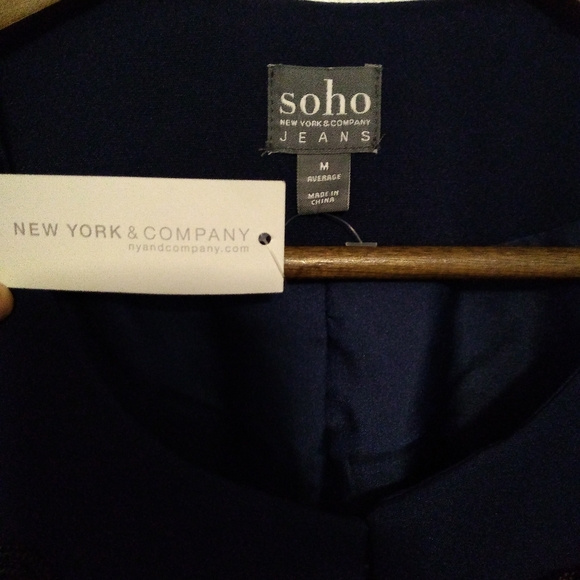 soho
NEW YORK & COMPANY
JEANS
M
AVERAGE
MADE IN
CHINA
NEW YORK & COMPANY
nyandcompany.com